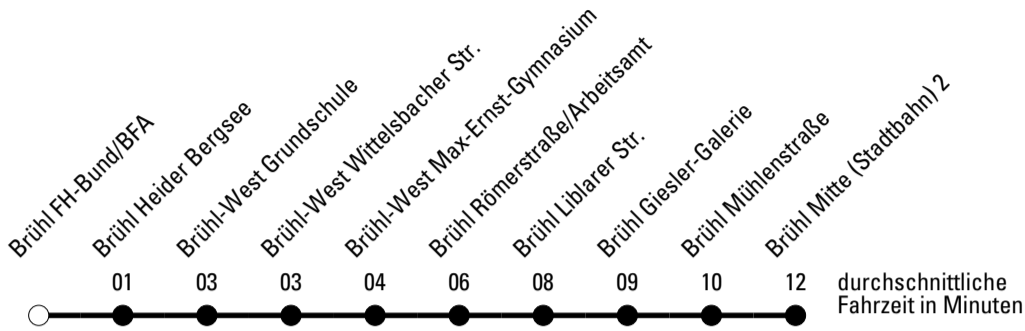 Brühl FH-Bund/BFA
Brühl Heider Bergsee
Brühl-West Grundschule
Brühl-West Wittelsbacher Str.
Brühl-West Max-Ernst-Gymnasium
Brühl Römerstraße/Arbeitsamt
Brühl Liblarer Str.
Brühl Giesler-Galerie
Brühl Mühlenstraße
Brühl Mitte (Stadtbahn) 2
01 03 03 04 06 08 09 10 12
durchschnittliche
Fahrzeit in Minuten